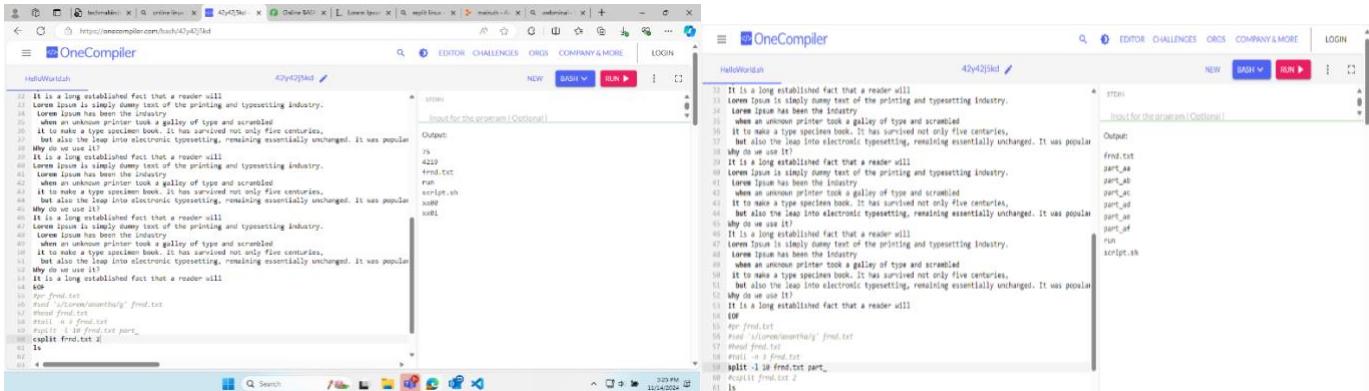 https://onecompiler.com/bash/42y42j5kd
OneCompiler
EDITOR CHALLENGES ORGS COMPANY & MORE LOGIN
HelloWorld.sh 42y42j5kd NEW BASH RUN
32 It is a long established fact that a reader will
33 Lorem Ipsum is simply dummy text of the printing and typesetting industry.
34 Lorem Ipsum has been the industry
35 when an unknown printer took a galley of type and scrambled
36 it to make a type specimen book. It has survived not only five centuries,
37 but also the leap into electronic typesetting, remaining essentially unchanged. It was popular
38 Why do we use it?
39 It is a long established fact that a reader will
40 Lorem Ipsum is simply dummy text of the printing and typesetting industry.
41 Lorem Ipsum has been the industry
42 when an unknown printer took a galley of type and scrambled
43 it to make a type specimen book. It has survived not only five centuries,
44 but also the leap into electronic typesetting, remaining essentially unchanged. It was popular
45 Why do we use it?
46 It is a long established fact that a reader will
47 Lorem Ipsum is simply dummy text of the printing and typesetting industry.
48 Lorem Ipsum has been the industry
49 when an unknown printer took a galley of type and scrambled
50 it to make a type specimen book. It has survived not only five centuries,
51 but also the leap into electronic typesetting, remaining essentially unchanged. It was popular
52 Why do we use it?
53 It is a long established fact that a reader will
54 EOF
55 #pr frnd.txt
56 #sed 's/Lorem/anantha/g' frnd.txt
57 #head frnd.txt
58 #tail -n 3 frnd.txt
59 #split -l 10 frnd.txt part_
60 csplit frnd.txt 2
61 ls
62
63
STDIN
Input for the program ( Optional )
Output:
75
4219
frnd.txt
run
script.sh
xx00
xx01
Search
3:25 PM
11/14/2024
OneCompiler
EDITOR CHALLENGES ORGS COMPANY & MORE LOGIN
HelloWorld.sh 42y42j5kd NEW BASH RUN
32 It is a long established fact that a reader will
33 Lorem Ipsum is simply dummy text of the printing and typesetting industry.
34 Lorem Ipsum has been the industry
35 when an unknown printer took a galley of type and scrambled
36 it to make a type specimen book. It has survived not only five centuries,
37 but also the leap into electronic typesetting, remaining essentially unchanged. It was popular
38 Why do we use it?
39 It is a long established fact that a reader will
40 Lorem Ipsum is simply dummy text of the printing and typesetting industry.
41 Lorem Ipsum has been the industry
42 when an unknown printer took a galley of type and scrambled
43 it to make a type specimen book. It has survived not only five centuries,
44 but also the leap into electronic typesetting, remaining essentially unchanged. It was popular
45 Why do we use it?
46 It is a long established fact that a reader will
47 Lorem Ipsum is simply dummy text of the printing and typesetting industry.
48 Lorem Ipsum has been the industry
49 when an unknown printer took a galley of type and scrambled
50 it to make a type specimen book. It has survived not only five centuries,
51 but also the leap into electronic typesetting, remaining essentially unchanged. It was popular
52 Why do we use it?
53 It is a long established fact that a reader will
54 EOF
55 #pr frnd.txt
56 #sed 's/Lorem/anantha/g' frnd.txt
57 #head frnd.txt
58 #tail -n 3 frnd.txt
59 split -l 10 frnd.txt part_
60 #csplit frnd.txt 2
61 ls
STDIN
Input for the program ( Optional )
Output:
frnd.txt
part_aa
part_ab
part_ac
part_ad
part_ae
part_af
run
script.sh